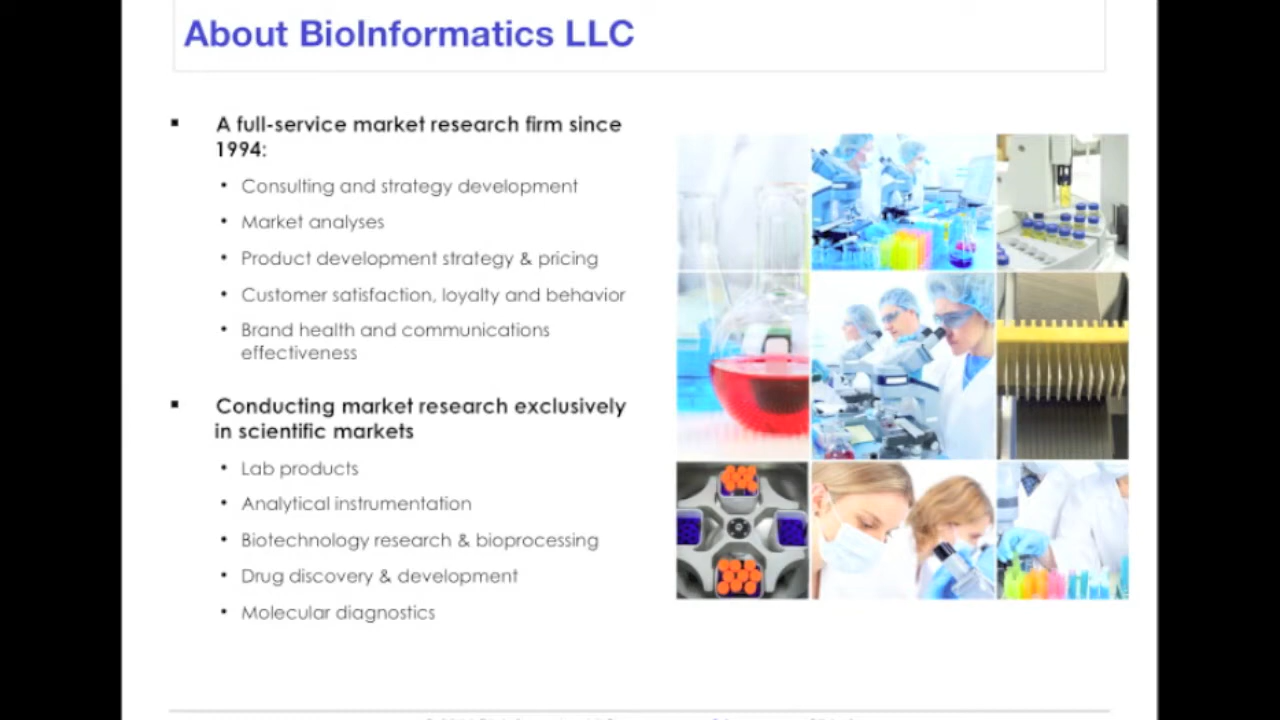 About BioInformatics LLC
▪ A full-service market research firm since
1994:
• Consulting and strategy development
• Market analyses
• Product development strategy & pricing
• Customer satisfaction, loyalty and behavior
• Brand health and communications
effectiveness
▪ Conducting market research exclusively
in scientific markets
• Lab products
• Analytical instrumentation
• Biotechnology research & bioprocessing
• Drug discovery & development
• Molecular diagnostics